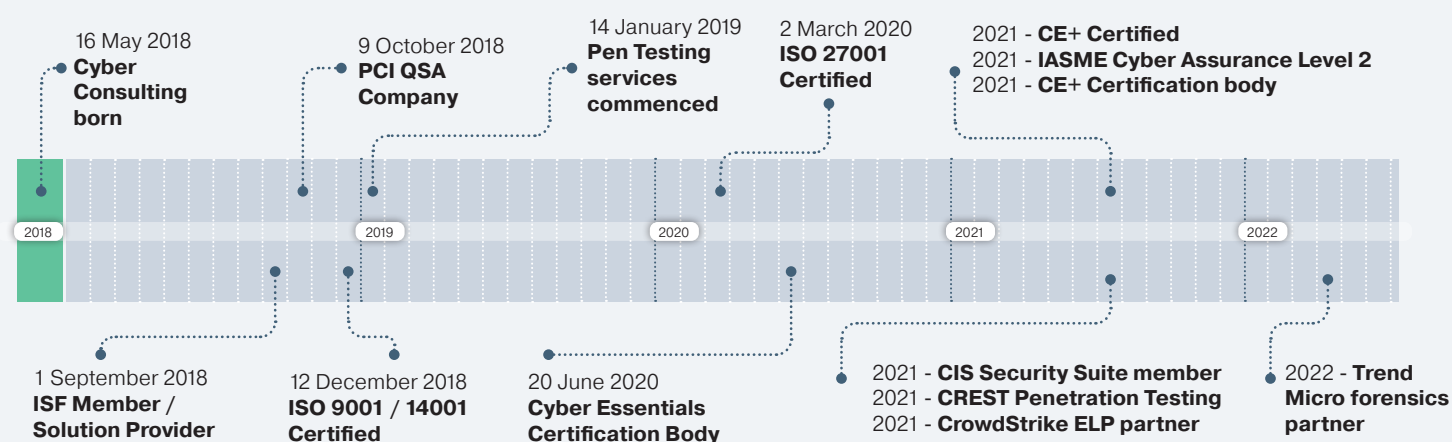 16 May 2018
Cyber
Consulting
born
9 October 2018
PCI QSA
Company
14 January 2019
Pen Testing
services
commenced
2 March 2020
ISO 27001
Certified
2021 - CE+ Certified
2021 - IASME Cyber Assurance Level 2
2021 - CE+ Certification body
2018
2019
2020
2021
2022
1 September 2018
ISF Member /
Solution Provider
12 December 2018
ISO 9001 / 14001
Certified
20 June 2020
Cyber Essentials
Certification Body
2021 - CIS Security Suite member
2021 - CREST Penetration Testing
2021 - CrowdStrike ELP partner
2022 - Trend
Micro forensics
partner